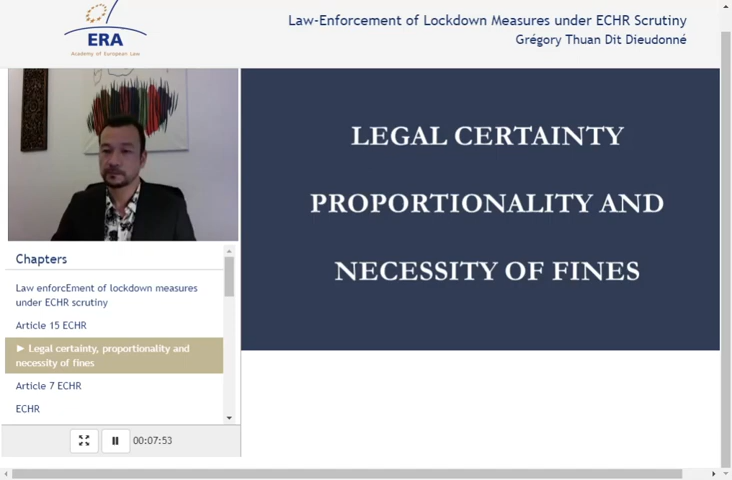 ERA
Academy of European Law
Law-Enforcement of Lockdown Measures under ECHR Scrutiny
Grégory Thuan Dit Dieudonné
LEGAL CERTAINTY
PROPORTIONALITY AND
NECESSITY OF FINES
Chapters
Law enforcEment of lockdown measures
under ECHR scrutiny
Article 15 ECHR
► Legal certainty, proportionality and
necessity of fines
Article 7 ECHR
ECHR
00:07:53